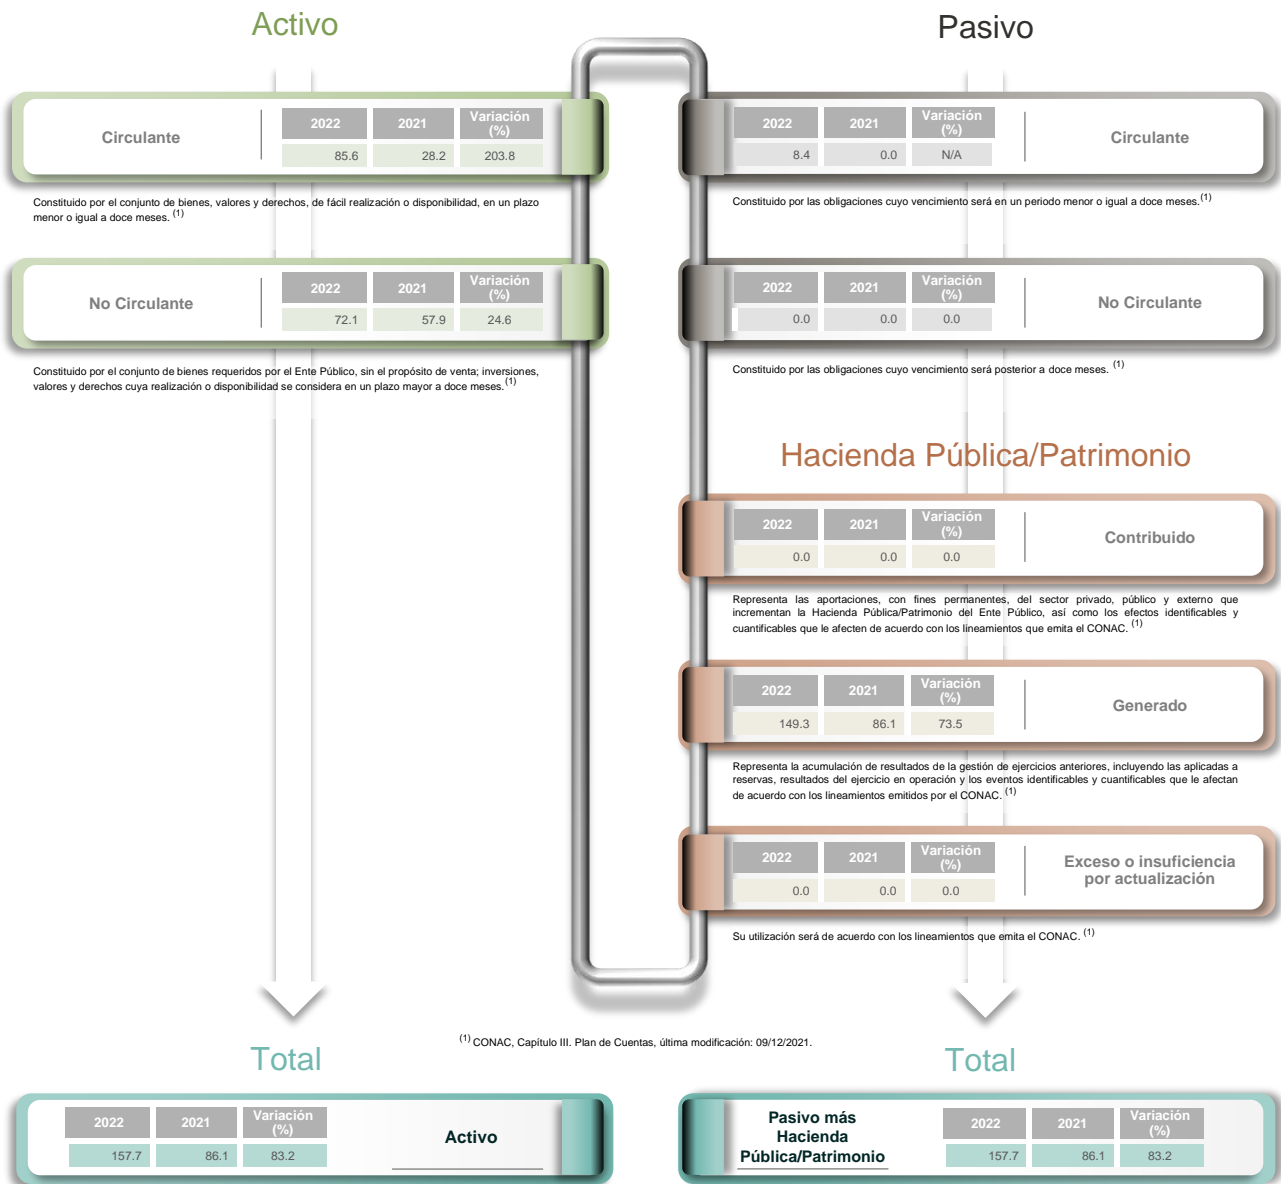 Activo
Circulante
2022 2021 Variación (%)
85.6 28.2 203.8
Constituido por el conjunto de bienes, valores y derechos, de fácil realización o disponibilidad, en un plazo
menor o igual a doce meses. (1)
No Circulante
2022 2021 Variación (%)
72.1 57.9 24.6
Constituido por el conjunto de bienes requeridos por el Ente Público, sin el propósito de venta; inversiones,
valores y derechos cuya realización o disponibilidad se considera en un plazo mayor a doce meses. (1)
Pasivo
2022 2021 Variación (%)
8.4 0.0 N/A
Circulante
Constituido por las obligaciones cuyo vencimiento será en un periodo menor o igual a doce meses. (1)
2022 2021 Variación (%)
0.0 0.0 0.0
No Circulante
Constituido por las obligaciones cuyo vencimiento será posterior a doce meses. (1)
Hacienda Pública/Patrimonio
2022 2021 Variación (%)
0.0 0.0 0.0
Contribuido
Representa las aportaciones, con fines permanentes, del sector privado, público y externo que
incrementan la Hacienda Pública/Patrimonio del Ente Público, así como los efectos identificables y
cuantificables que le afecten de acuerdo con los lineamientos que emita el CONAC. (1)
2022 2021 Variación (%)
149.3 86.1 73.5
Generado
Representa la acumulación de resultados de la gestión de ejercicios anteriores, incluyendo las aplicadas a
reservas, resultados del ejercicio en operación y los eventos identificables y cuantificables que le afectan
de acuerdo con los lineamientos emitidos por el CONAC. (1)
2022 2021 Variación (%)
0.0 0.0 0.0
Exceso o insuficiencia
por actualización
Su utilización será de acuerdo con los lineamientos que emita el CONAC. (1)
(1) CONAC, Capítulo III. Plan de Cuentas, última modificación: 09/12/2021.
Total
2022 2021 Variación (%)
157.7 86.1 83.2
Activo
Total
Pasivo más
Hacienda
Pública/Patrimonio
2022 2021 Variación (%)
157.7 86.1 83.2